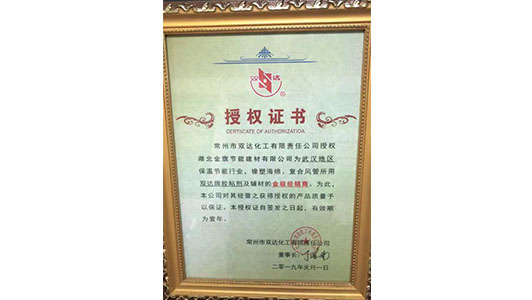 双达
®
授权证书
CERTIICATE OF AUTHORIZATIOA
常州市双达化工有限责任公司授权
湖北金旗节能建材有限公司为武汉地区
保温节能行业，橡塑海绵、复合风管所用
双达牌胶粘剂及辅材的金级经销商。为此，
本公司对其经营之获得授权的产品质量予
以保证。本授权证自签发之日起，有效期
为壹年。
常州市双达化工有限责任公司
董事长：
二零一九年元月一日